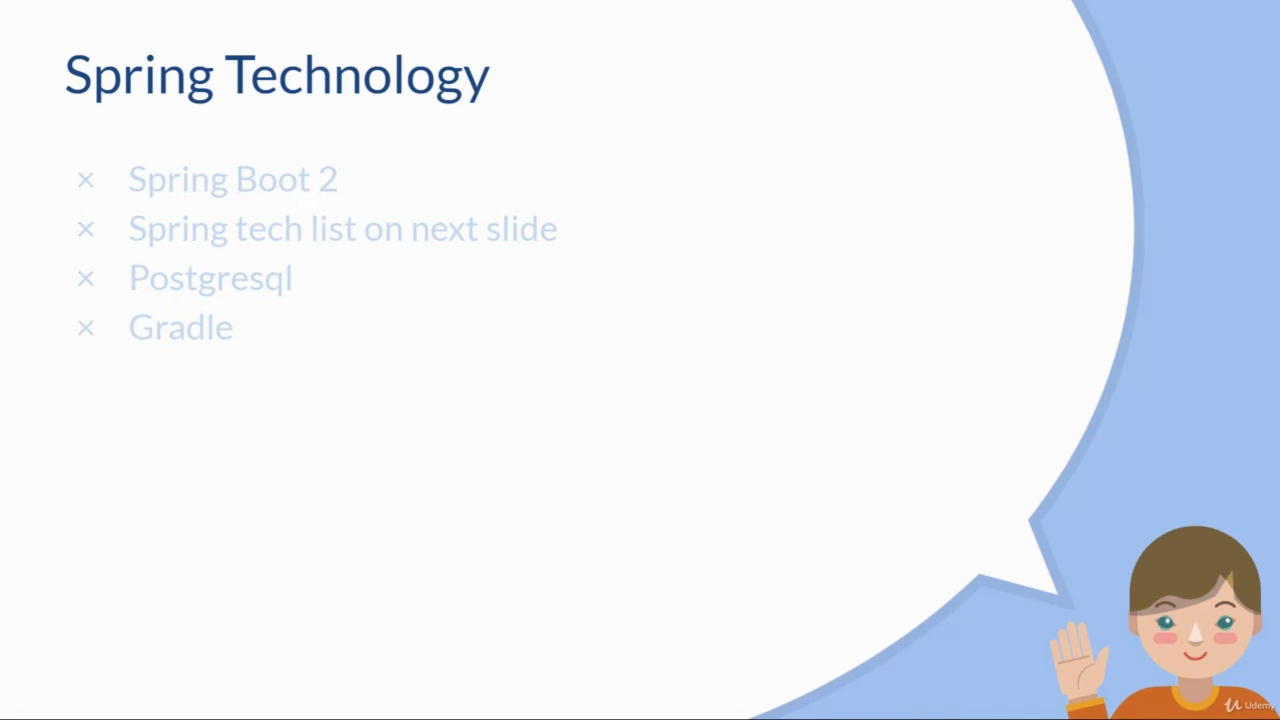 Spring Technology
× Spring Boot 2
× Spring tech list on next slide
× Postgresql
× Gradle
Udemy